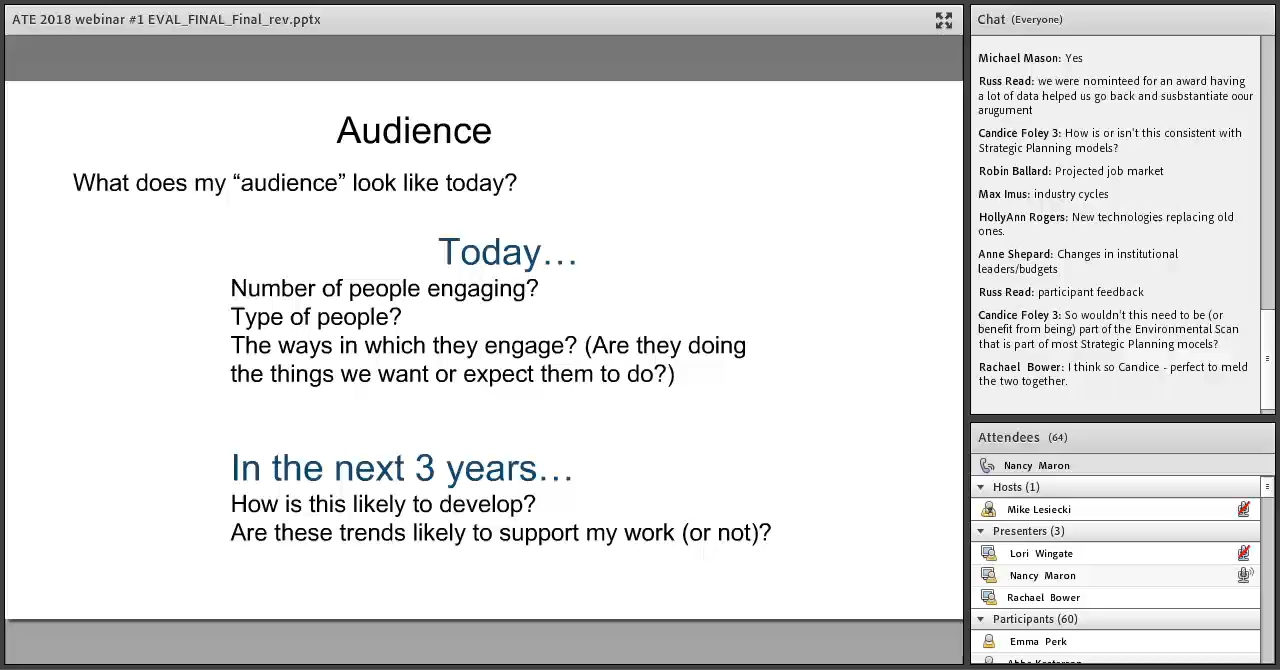 ATE 2018 webinar #1 EVAL_FINAL_Final_rev.pptx
Audience
What does my “audience” look like today?
Today…
Number of people engaging?
Type of people?
The ways in which they engage? (Are they doing
the things we want or expect them to do?)
In the next 3 years…
How is this likely to develop?
Are these trends likely to support my work (or not)?
Chat (Everyone)
Michael Mason: Yes
Russ Read: we were nominteed for an award having
a lot of data helped us go back and susbstantiate oour
arugument
Candice Foley 3: How is or isn't this consistent with
Strategic Planning models?
Robin Ballard: Projected job market
Max Imus: industry cycles
HollyAnn Rogers: New technologies replacing old
ones.
Anne Shepard: Changes in institutional
leaders/budgets
Russ Read: participant feedback
Candice Foley 3: So wouldn't this need to be (or
benefit from being) part of the Environmental Scan
that is part of most Strategic Planning mocels?
Rachael Bower: I think so Candice - perfect to meld
the two together.
Attendees (64)
Nancy Maron
Hosts (1)
Mike Lesiecki
Presenters (3)
Lori Wingate
Nancy Maron
Rachael Bower
Participants (60)
Emma Perk